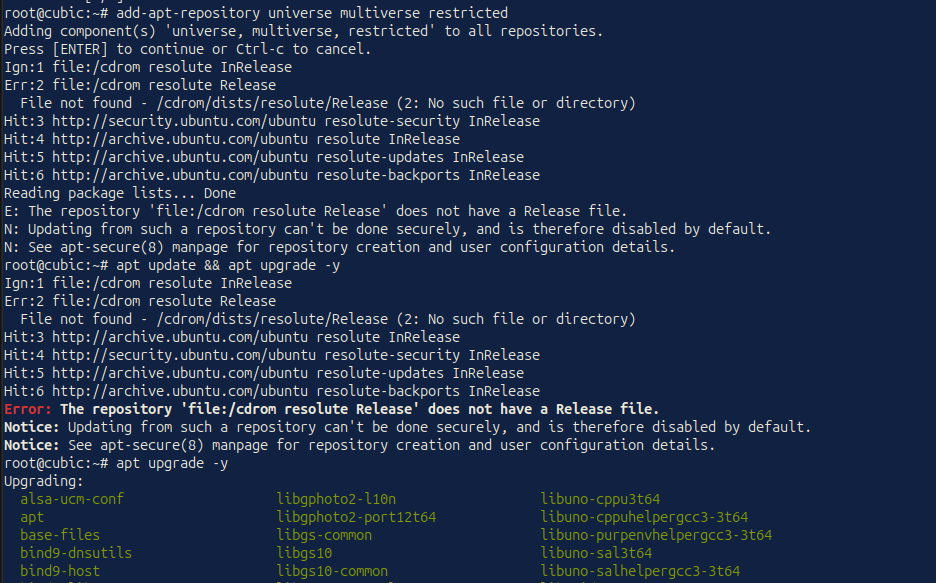 root@cubic:~# add-apt-repository universe multiverse restricted
Adding component(s) 'universe, multiverse, restricted' to all repositories.
Press [ENTER] to continue or Ctrl-c to cancel.
Ign:1 file:/cdrom resolute InRelease
Err:2 file:/cdrom resolute Release
  File not found - /cdrom/dists/resolute/Release (2: No such file or directory)
Hit:3 http://security.ubuntu.com/ubuntu resolute-security InRelease
Hit:4 http://archive.ubuntu.com/ubuntu resolute InRelease
Hit:5 http://archive.ubuntu.com/ubuntu resolute-updates InRelease
Hit:6 http://archive.ubuntu.com/ubuntu resolute-backports InRelease
Reading package lists... Done
E: The repository 'file:/cdrom resolute Release' does not have a Release file.
N: Updating from such a repository can't be done securely, and is therefore disabled by default.
N: See apt-secure(8) manpage for repository creation and user configuration details.
root@cubic:~# apt update && apt upgrade -y
Ign:1 file:/cdrom resolute InRelease
Err:2 file:/cdrom resolute Release
  File not found - /cdrom/dists/resolute/Release (2: No such file or directory)
Hit:3 http://archive.ubuntu.com/ubuntu resolute InRelease
Hit:4 http://security.ubuntu.com/ubuntu resolute-security InRelease
Hit:5 http://archive.ubuntu.com/ubuntu resolute-updates InRelease
Hit:6 http://archive.ubuntu.com/ubuntu resolute-backports InRelease
Error: The repository 'file:/cdrom resolute Release' does not have a Release file.
Notice: Updating from such a repository can't be done securely, and is therefore disabled by default.
Notice: See apt-secure(8) manpage for repository creation and user configuration details.
root@cubic:~# apt upgrade -y
Upgrading:
  alsa-ucm-conf                   libgphoto2-l10n                  libuno-cppu3t64
  apt                             libgphoto2-port12t64             libuno-cppuhelpergcc3-3t64
  base-files                      libgs-common                     libuno-purpenvhelpergcc3-3t64
  bind9-dnsutils                  libgs10                          libuno-sal3t64
  bind9-host                      libgs10-common                   libuno-salhelpergcc3-3t64